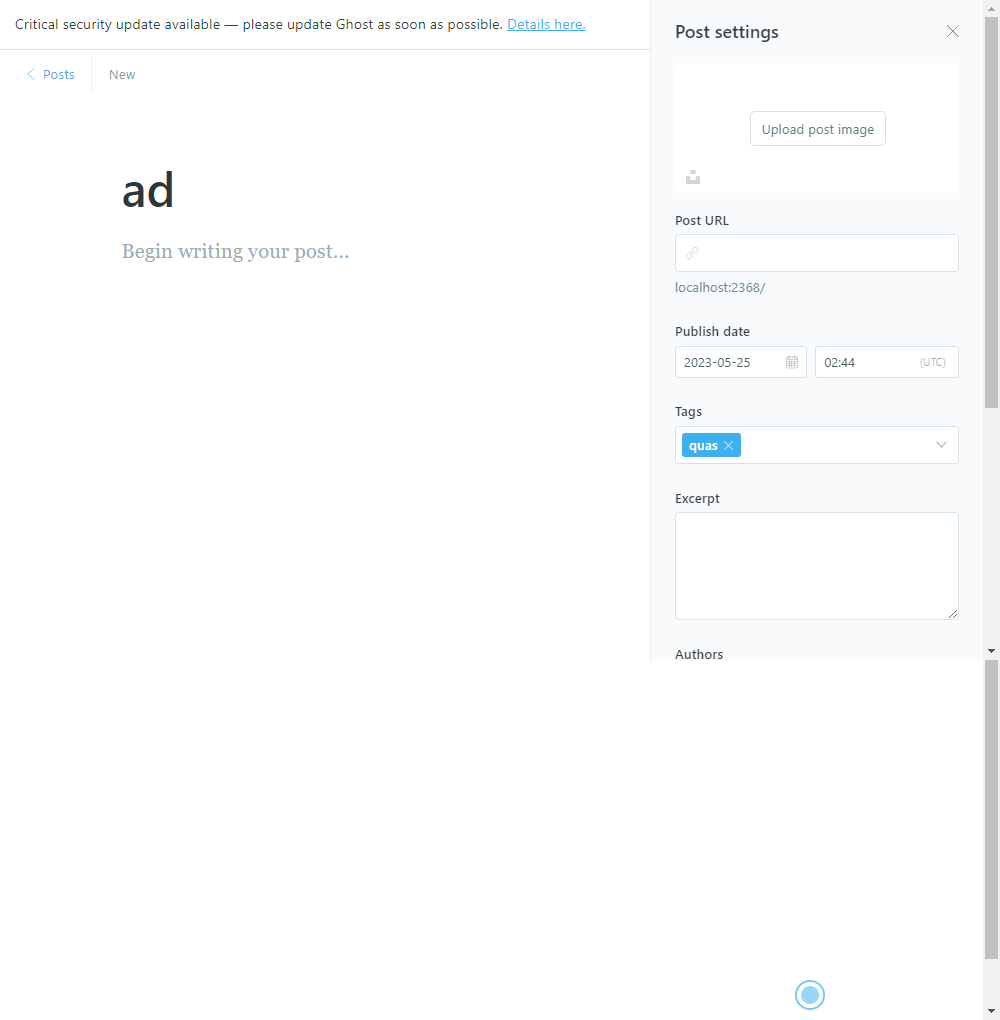 Critical security update available — please update Ghost as soon as possible. Details here.
Posts
New
ad
Begin writing your post...
Post settings
Upload post image
Post URL
localhost:2368/
Publish date
2023-05-25
02:44
(UTC)
Tags
quas
Excerpt
Authors